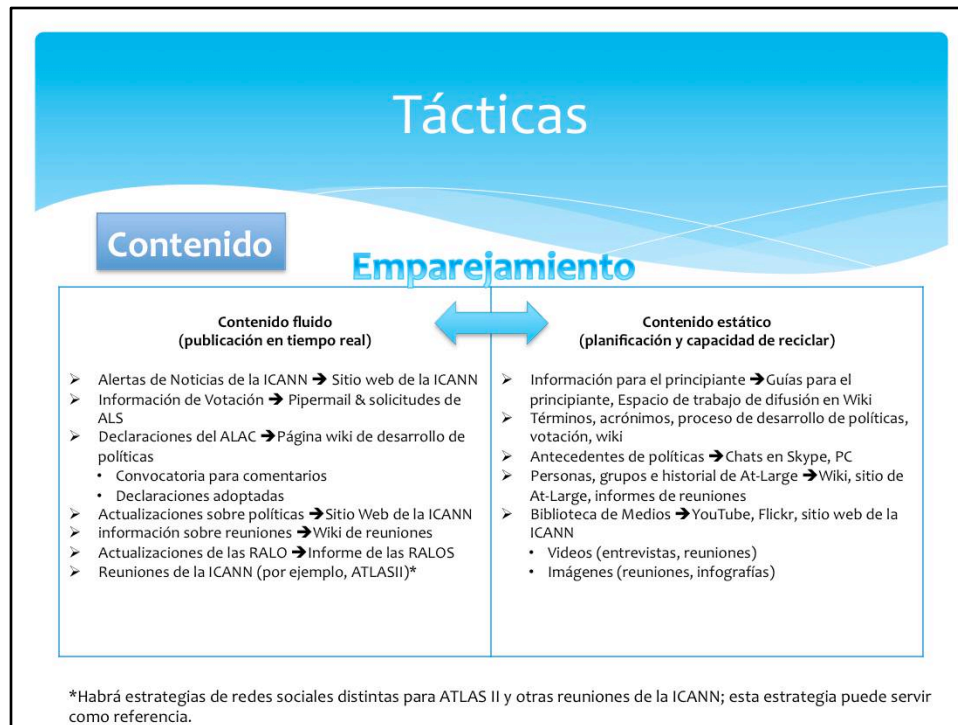 Tácticas
Contenido
Emparejamiento
Contenido fluido
(publicación en tiempo real)
➢ Alertas de Noticias de la ICANN ➔ Sitio web de la ICANN
➢ Información de Votación ➔ Pipermail & solicitudes de
ALS
➢ Declaraciones del ALAC ➔Página wiki de desarrollo de
políticas
• Convocatoria para comentarios
• Declaraciones adoptadas
➢ Actualizaciones sobre políticas ➔Sitio Web de la ICANN
➢ información sobre reuniones ➔Wiki de reuniones
➢ Actualizaciones de las RALO ➔Informe de las RALOS
➢ Reuniones de la ICANN (por ejemplo, ATLASII)*
Contenido estático
(planificación y capacidad de reciclar)
➢ Información para el principiante ➔Guías para el
principiante, Espacio de trabajo de difusión en Wiki
➢ Términos, acrónimos, proceso de desarrollo de políticas,
votación, wiki
➢ Antecedentes de políticas ➔Chats en Skype, PC
➢ Personas, grupos e historial de At-Large ➔Wiki, sitio de
At-Large, informes de reuniones
➢ Biblioteca de Medios ➔YouTube, Flickr, sitio web de la
ICANN
• Videos (entrevistas, reuniones)
• Imágenes (reuniones, infografías)
*Habrá estrategias de redes sociales distintas para ATLAS II y otras reuniones de la ICANN; esta estrategia puede servir
como referencia.